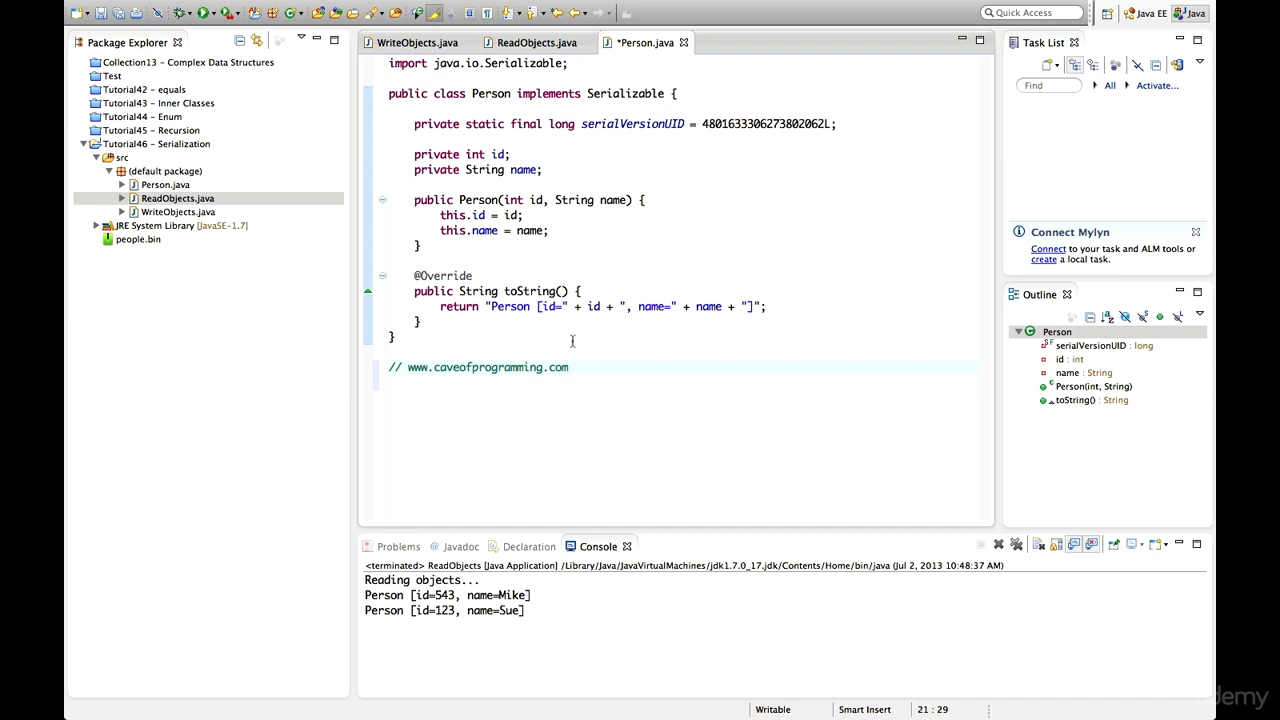 Quick Access
Java EE
Java
Package Explorer
WriteObjects.java
ReadObjects.java
*Person.java
Task List
Collection13 - Complex Data Structures
Test
Tutorial42 - equals
Tutorial43 - Inner Classes
Tutorial44 - Enum
Tutorial45 - Recursion
Tutorial46 - Serialization
src
(default package)
Person.java
ReadObjects.java
WriteObjects.java
JRE System Library [JavaSE-1.7]
people.bin
import java.io.Serializable;
public class Person implements Serializable {
private static final long serialVersionUID = 4801633306273802062L;
private int id;
private String name;
public Person(int id, String name) {
this.id = id;
this.name = name;
}
@Override
public String toString() {
return "Person [id=" + id + ", name=" + name + "]";
}
}
// www.caveofprogramming.com
Find
All
Activate...
Connect Mylyn
Connect to your task and ALM tools or
create a local task.
Outline
Person
serialVersionUID : long
id : int
name : String
Person(int, String)
toString() : String
Problems
Javadoc
Declaration
Console
<terminated> ReadObjects [Java Application] /Library/Java/JavaVirtualMachines/jdk1.7.0_17.jdk/Contents/Home/bin/java (Jul 2, 2013 10:48:37 AM)
Reading objects...
Person [id=543, name=Mike]
Person [id=123, name=Sue]
Writable
Smart Insert
21 : 29